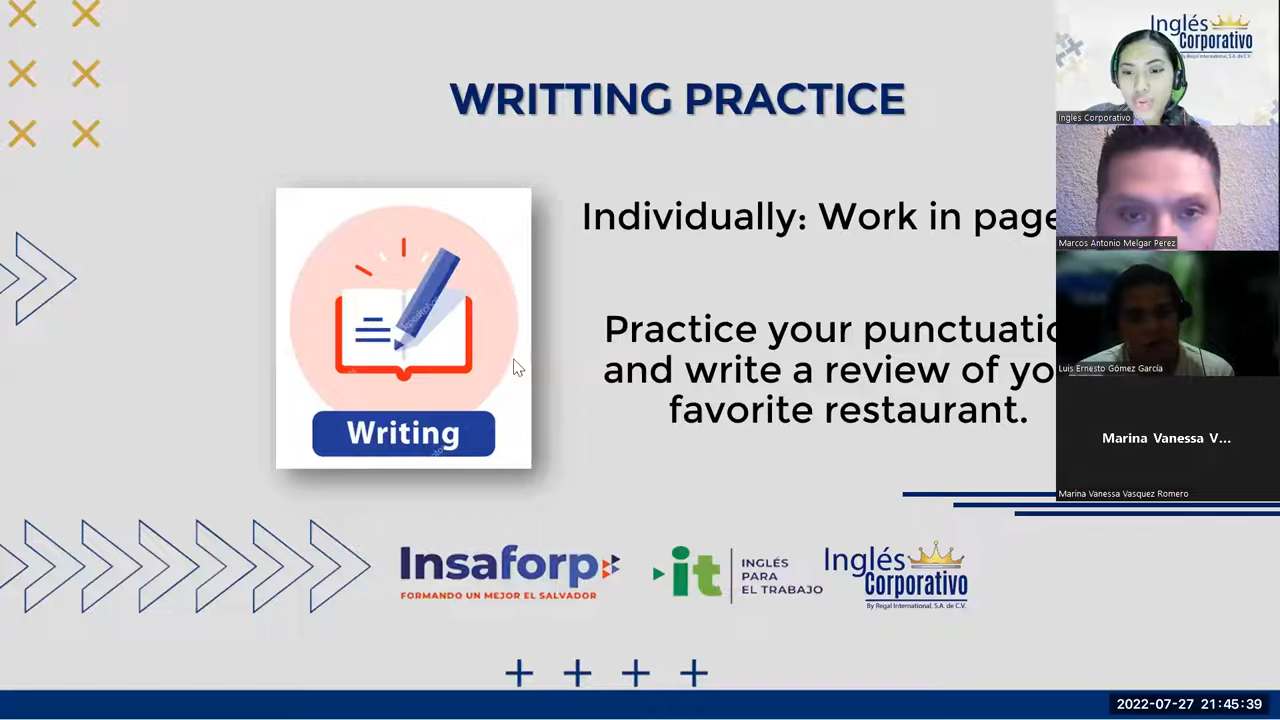 WRITTING PRACTICE
Individually: Work in page
Practice your punctuatio
and write a review of yo
favorite restaurant.
Writing
Insaforp
FORMANDO UN MEJOR EL SALVADOR
it
INGLÉS
PARA
EL TRABAJO
Inglés
Corporativo
By Regal International, S.A. de C.V.
Inglés
Corporativo
By Regal International, S.A. de C.V.
Ingles Corporativo
Marcos Antonio Melgar Perez
Luis Ernesto Gómez García
Marina Vanessa V...
Marina Vanessa Vasquez Romero
2022-07-27 21:45:39